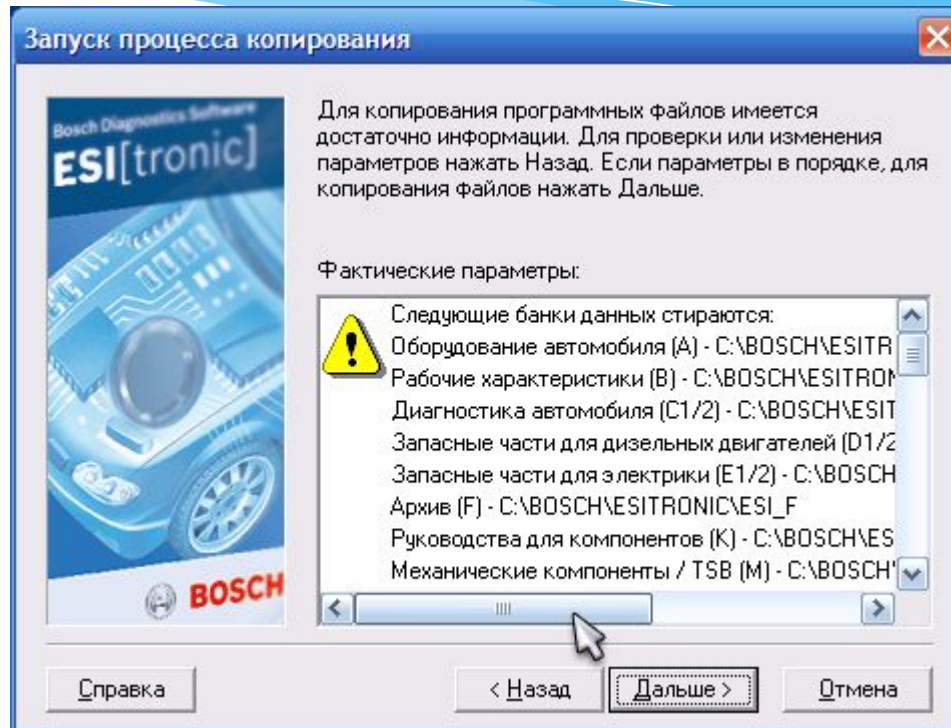 Запуск процесса копирования
Bosch Diagnostics Software
ESI[tronic]
BOSCH
Для копирования программных файлов имеется
достаточно информации. Для проверки или изменения
параметров нажать Назад. Если параметры в порядке, для
копирования файлов нажать Дальше.
Фактические параметры:
Следующие банки данных стираются:
Оборудование автомобиля (A) - C:\BOSCH\ESITR
Рабочие характеристики (B) - C:\BOSCH\ESITRON
Диагностика автомобиля (C1/2) - C:\BOSCH\ESIT
Запасные части для дизельных двигателей (D1/2
Запасные части для электрики (E1/2) - C:\BOSCH
Архив (F) - C:\BOSCH\ESITRONIC\ESI_F
Руководства для компонентов (K) - C:\BOSCH\ES
Механические компоненты / TSB (M) - C:\BOSCH\
Справка
< Назад
Дальше >
Отмена